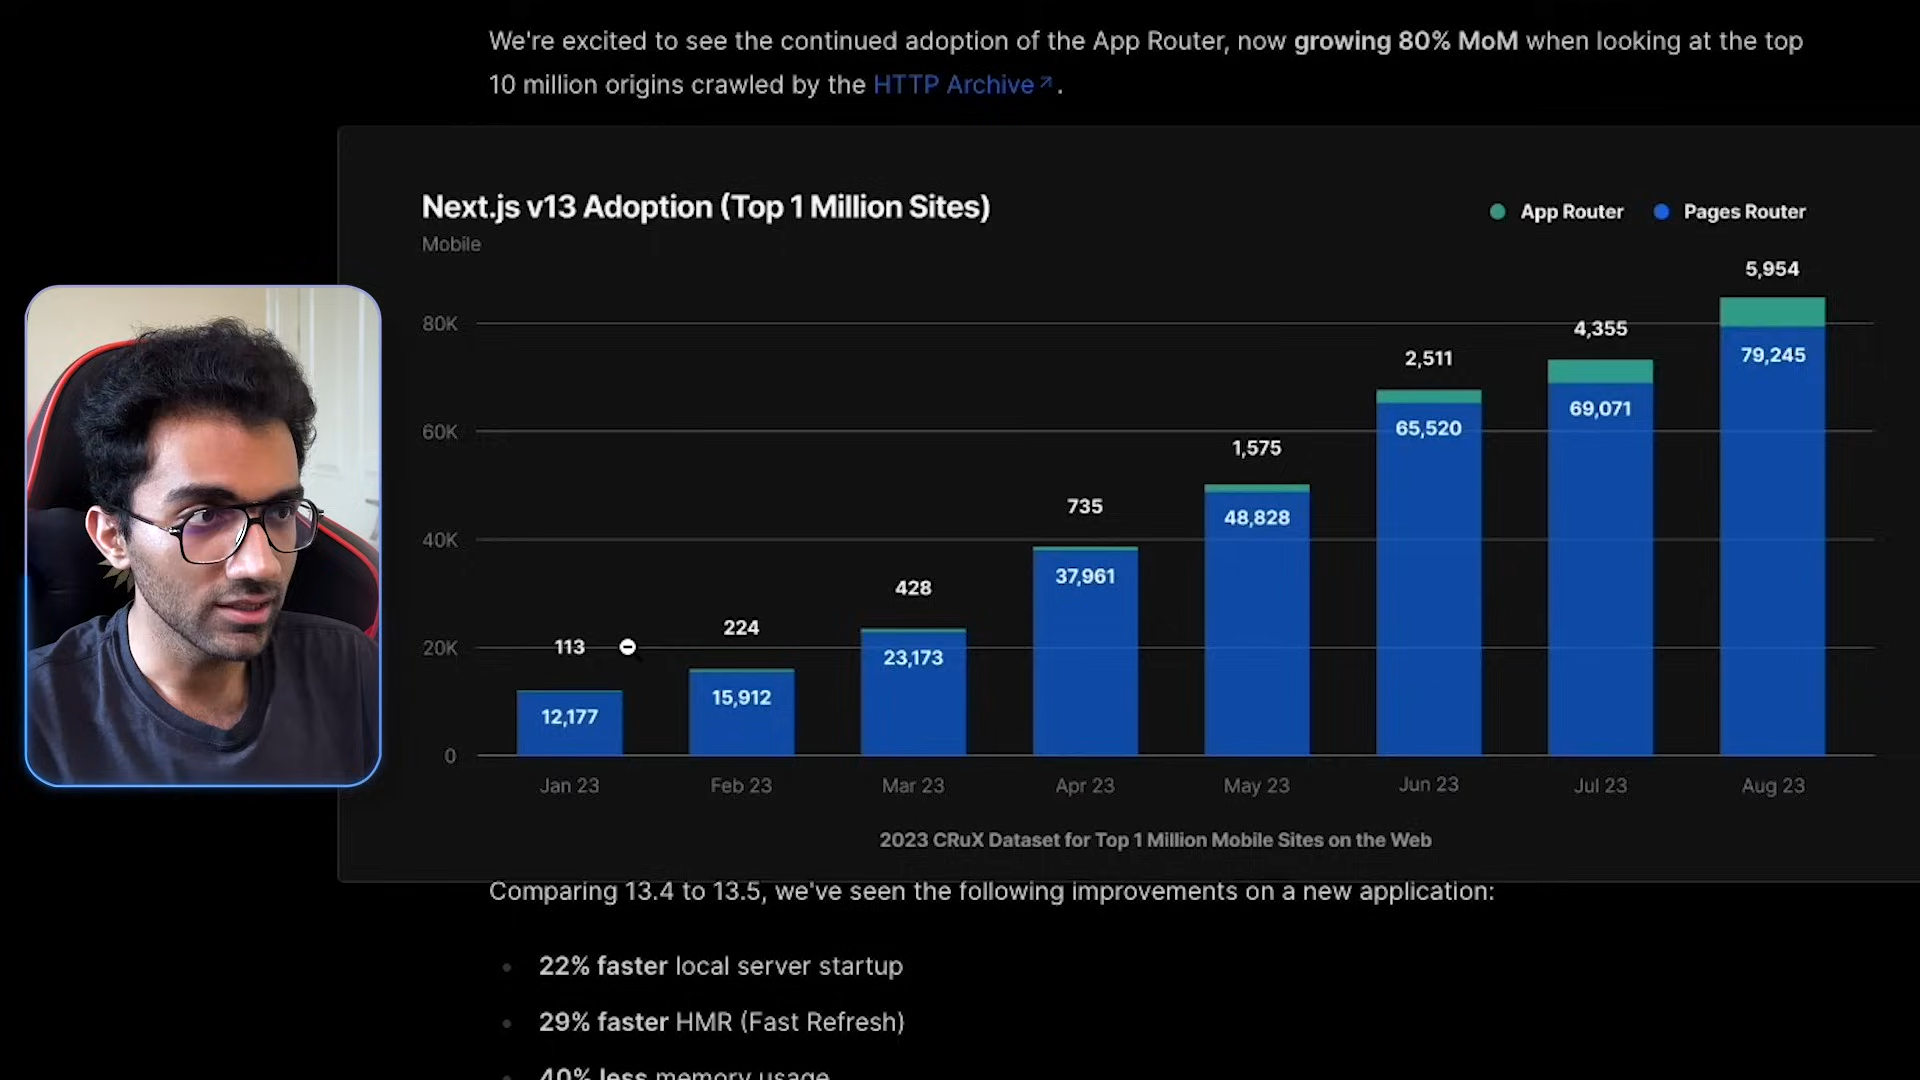 We're excited to see the continued adoption of the App Router, now growing 80% MoM when looking at the top
10 million origins crawled by the HTTP Archive↗.
Next.js v13 Adoption (Top 1 Million Sites)
Mobile
App Router
Pages Router
80K
60K
40K
20K
0
113
12,177
224
15,912
428
23,173
735
37,961
1,575
48,828
2,511
65,520
4,355
69,071
5,954
79,245
Jan 23
Feb 23
Mar 23
Apr 23
May 23
Jun 23
Jul 23
Aug 23
2023 CRuX Dataset for Top 1 Million Mobile Sites on the Web
Comparing 13.4 to 13.5, we've seen the following improvements on a new application:
• 22% faster local server startup
• 29% faster HMR (Fast Refresh)
• 40% less memory usage